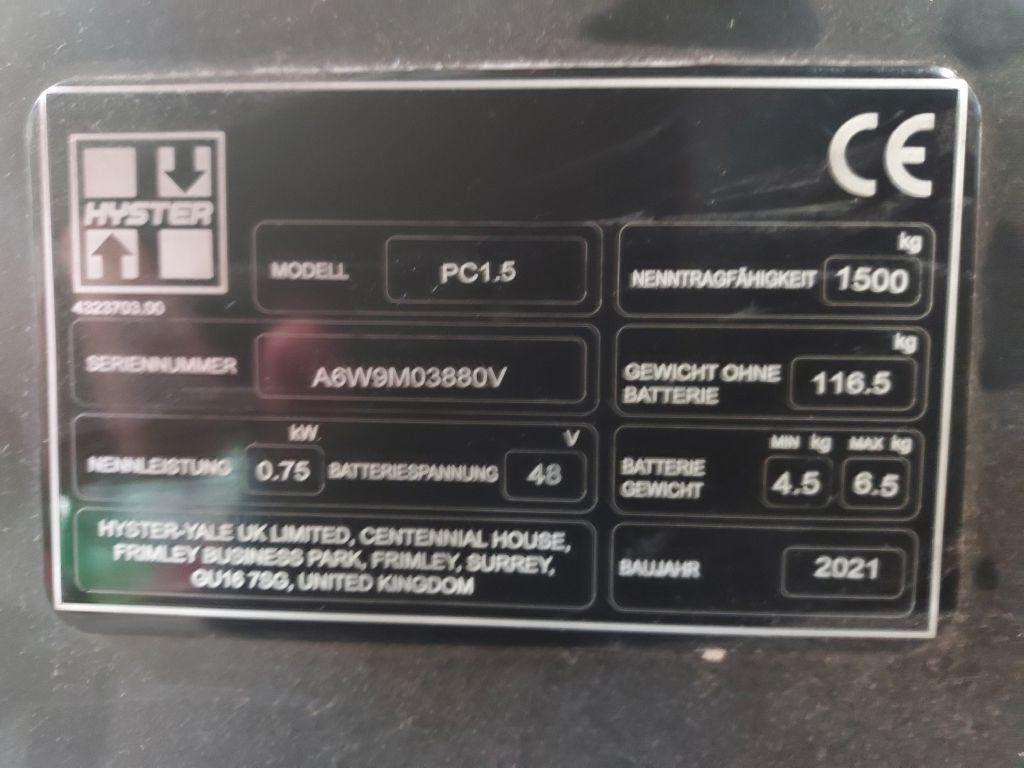 HYSTER
4323703.00
CE
MODELL PC1.5
kg
NENNTRAGFÄHIGKEIT 1500
SERIENNUMMER A6W9M03880V
kg
GEWICHT OHNE
BATTERIE 116.5
kW V
NENNLEISTUNG 0.75 BATTERIESPANNUNG 48
MIN kg MAX kg
BATTERIE
GEWICHT 4.5 6.5
HYSTER-YALE UK LIMITED, CENTENNIAL HOUSE,
FRIMLEY BUSINESS PARK, FRIMLEY, SURREY,
GU16 7SG, UNITED KINGDOM
BAUJAHR 2021